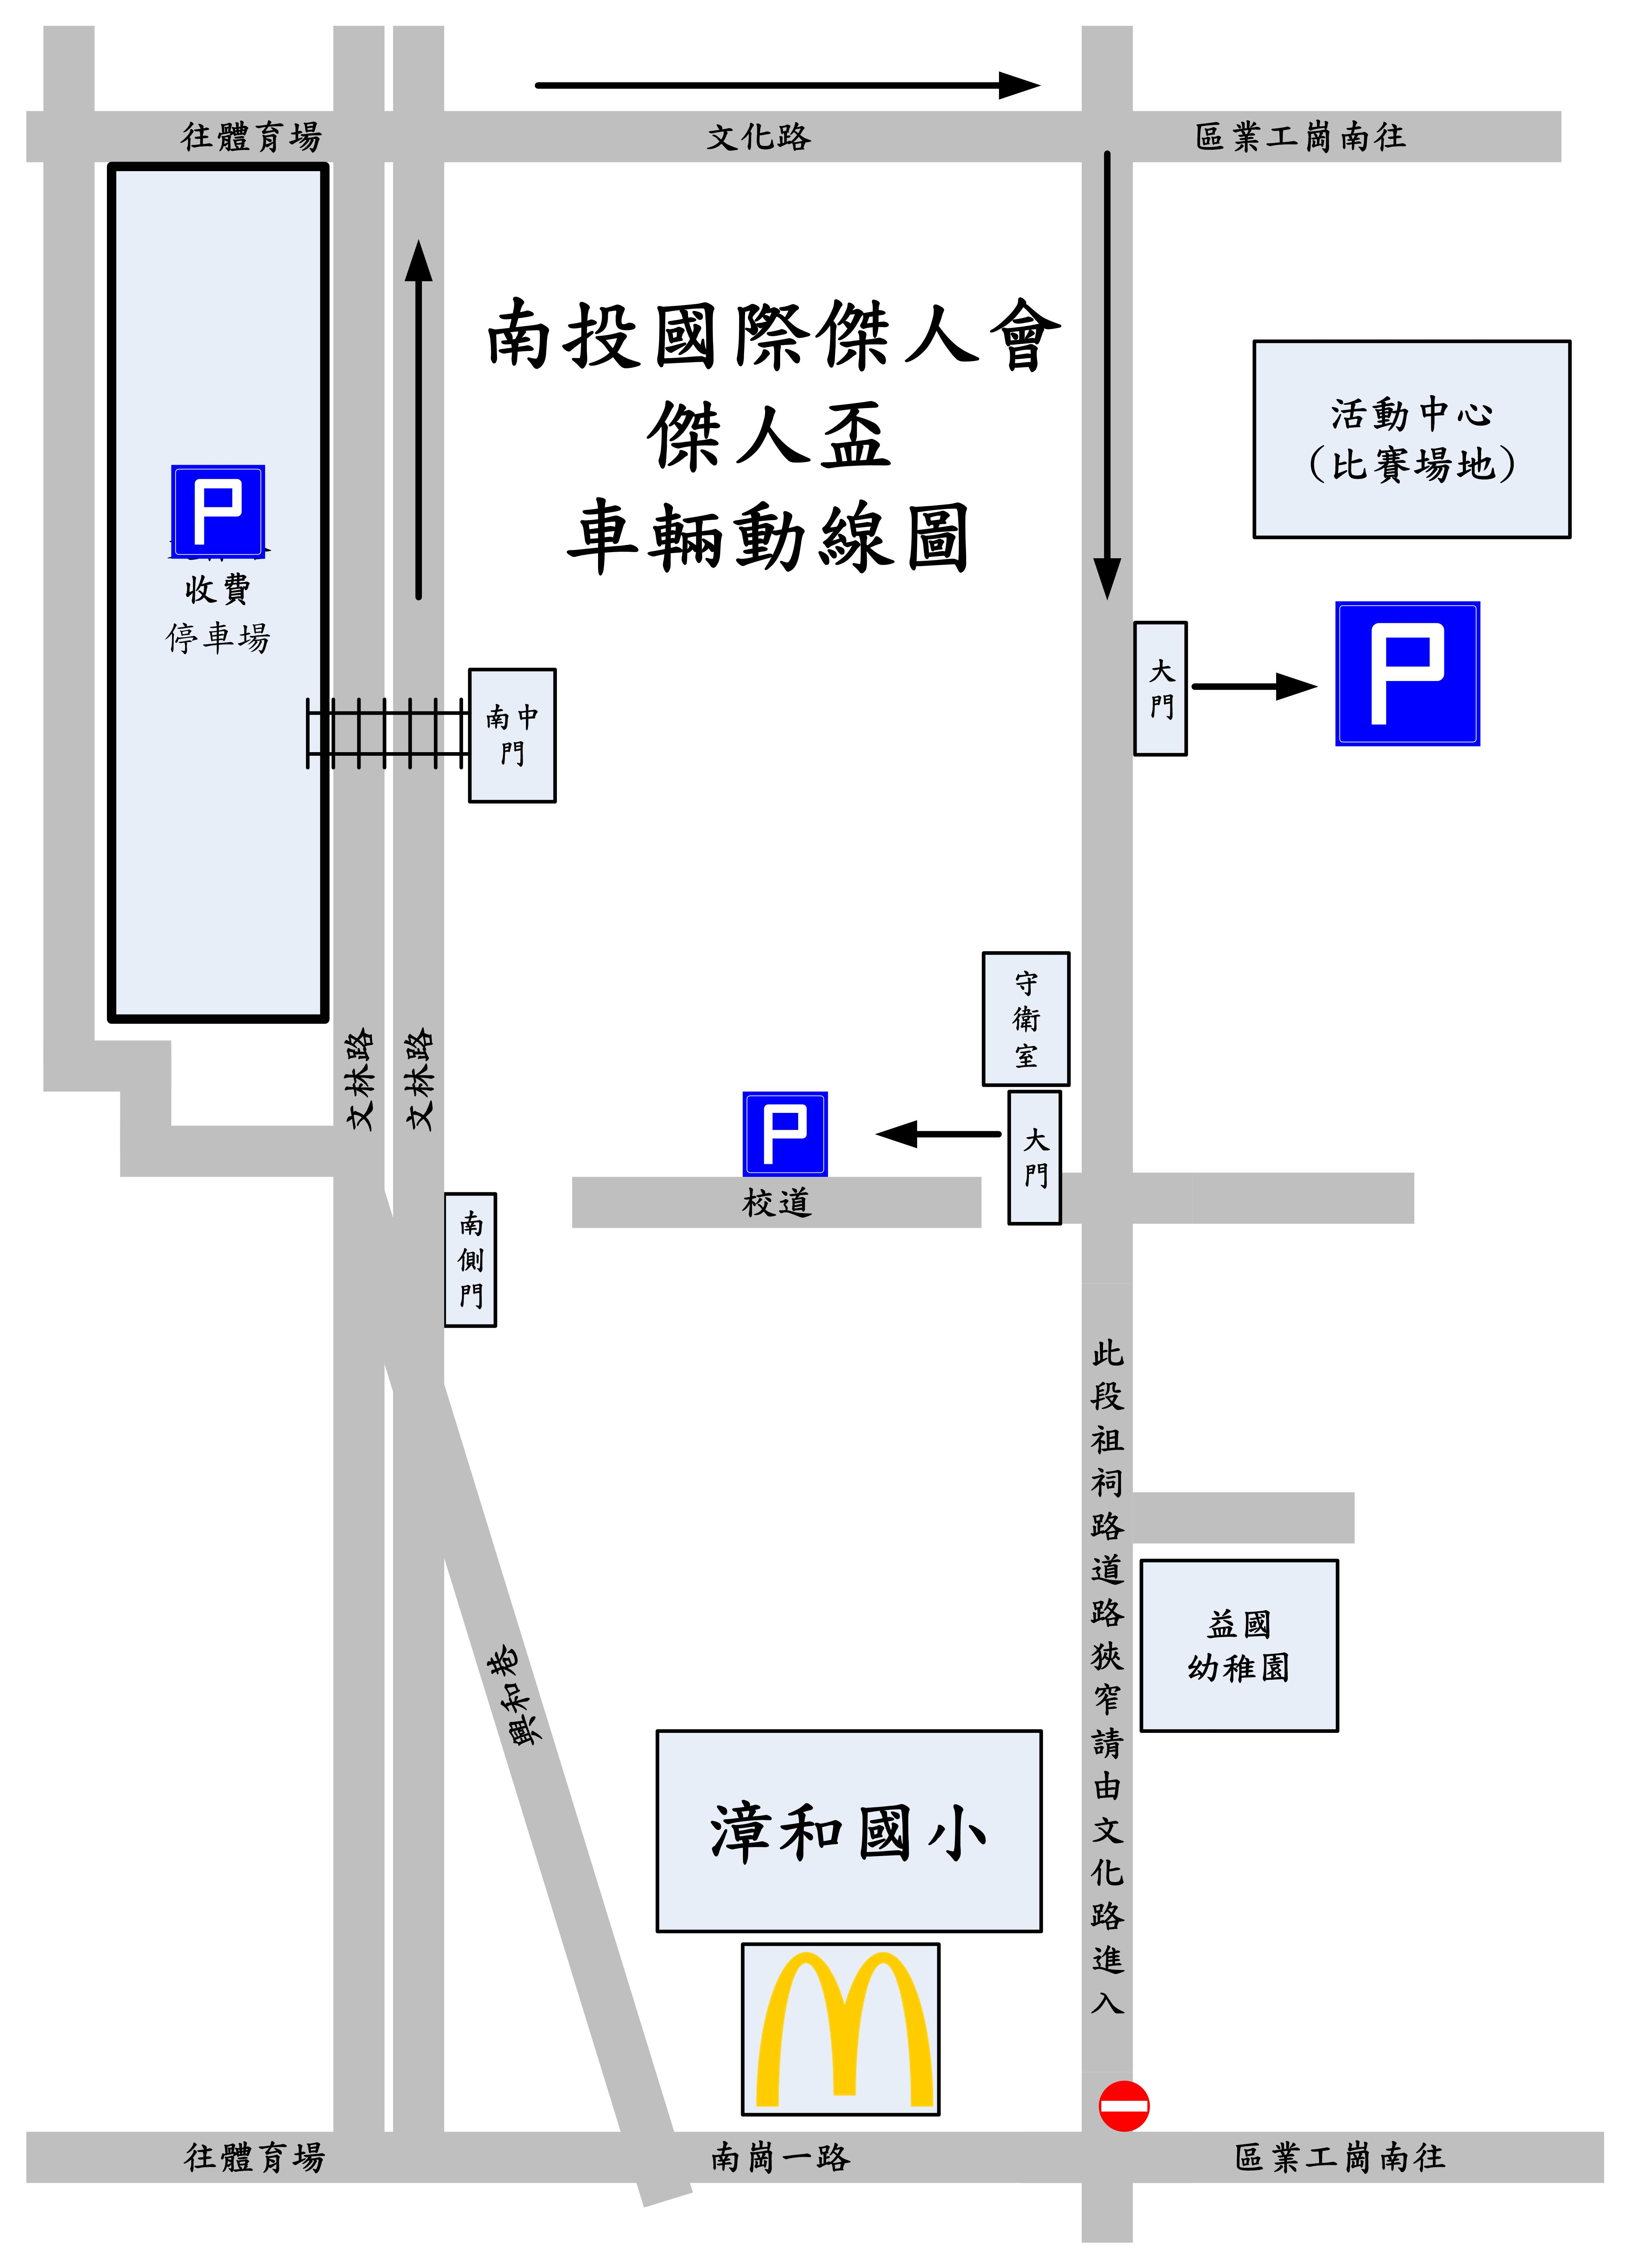 往體育場
文化路
區業工崗南往
南投國際傑人會
傑人盃
車輛動線圖
活動中心
(比賽場地)
P
收費
停車場
P
大門
南中
門
守衛室
文林路
文林路
P
大門
校道
南側門
此段祖祠路道路狹窄請由文化路進入
益國
幼稚園
興和巷
漳和國小
往體育場
南崗一路
區業工崗南往